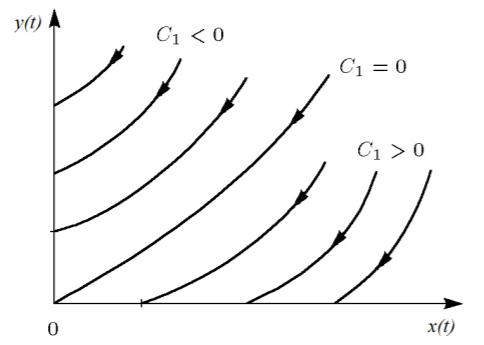 y(t)
C₁ < 0
C₁ = 0
C₁ > 0
0
x(t)